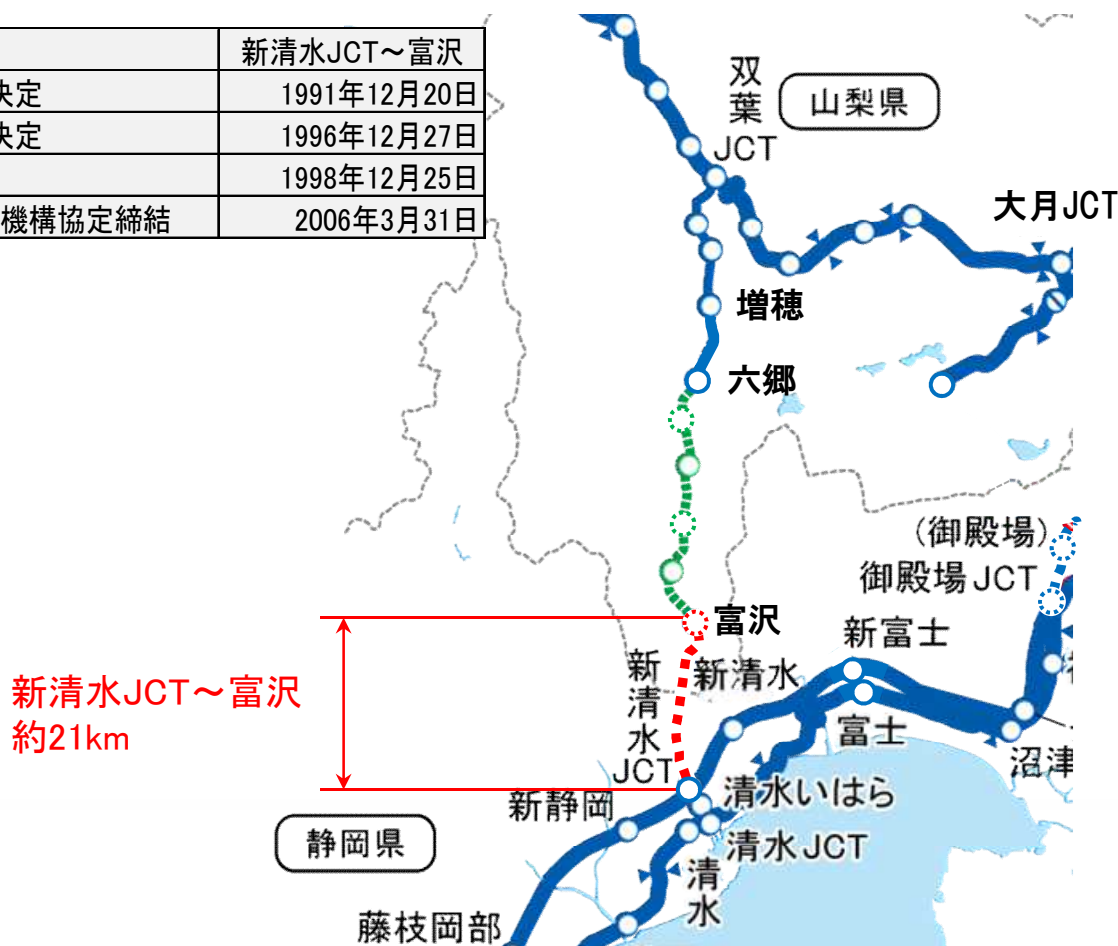 新清水JCT～富沢
決定 1991年12月20日
決定 1996年12月27日
1998年12月25日
機構協定締結 2006年3月31日
双葉JCT
山梨県
大月JCT
増穂
六郷
(御殿場)
御殿場JCT
富沢
新富士
新清水JCT
新清水
新清水JCT～富沢
約21km
富士
沼津
清水いはら
新静岡
静岡県
清水JCT
清水
藤枝岡部